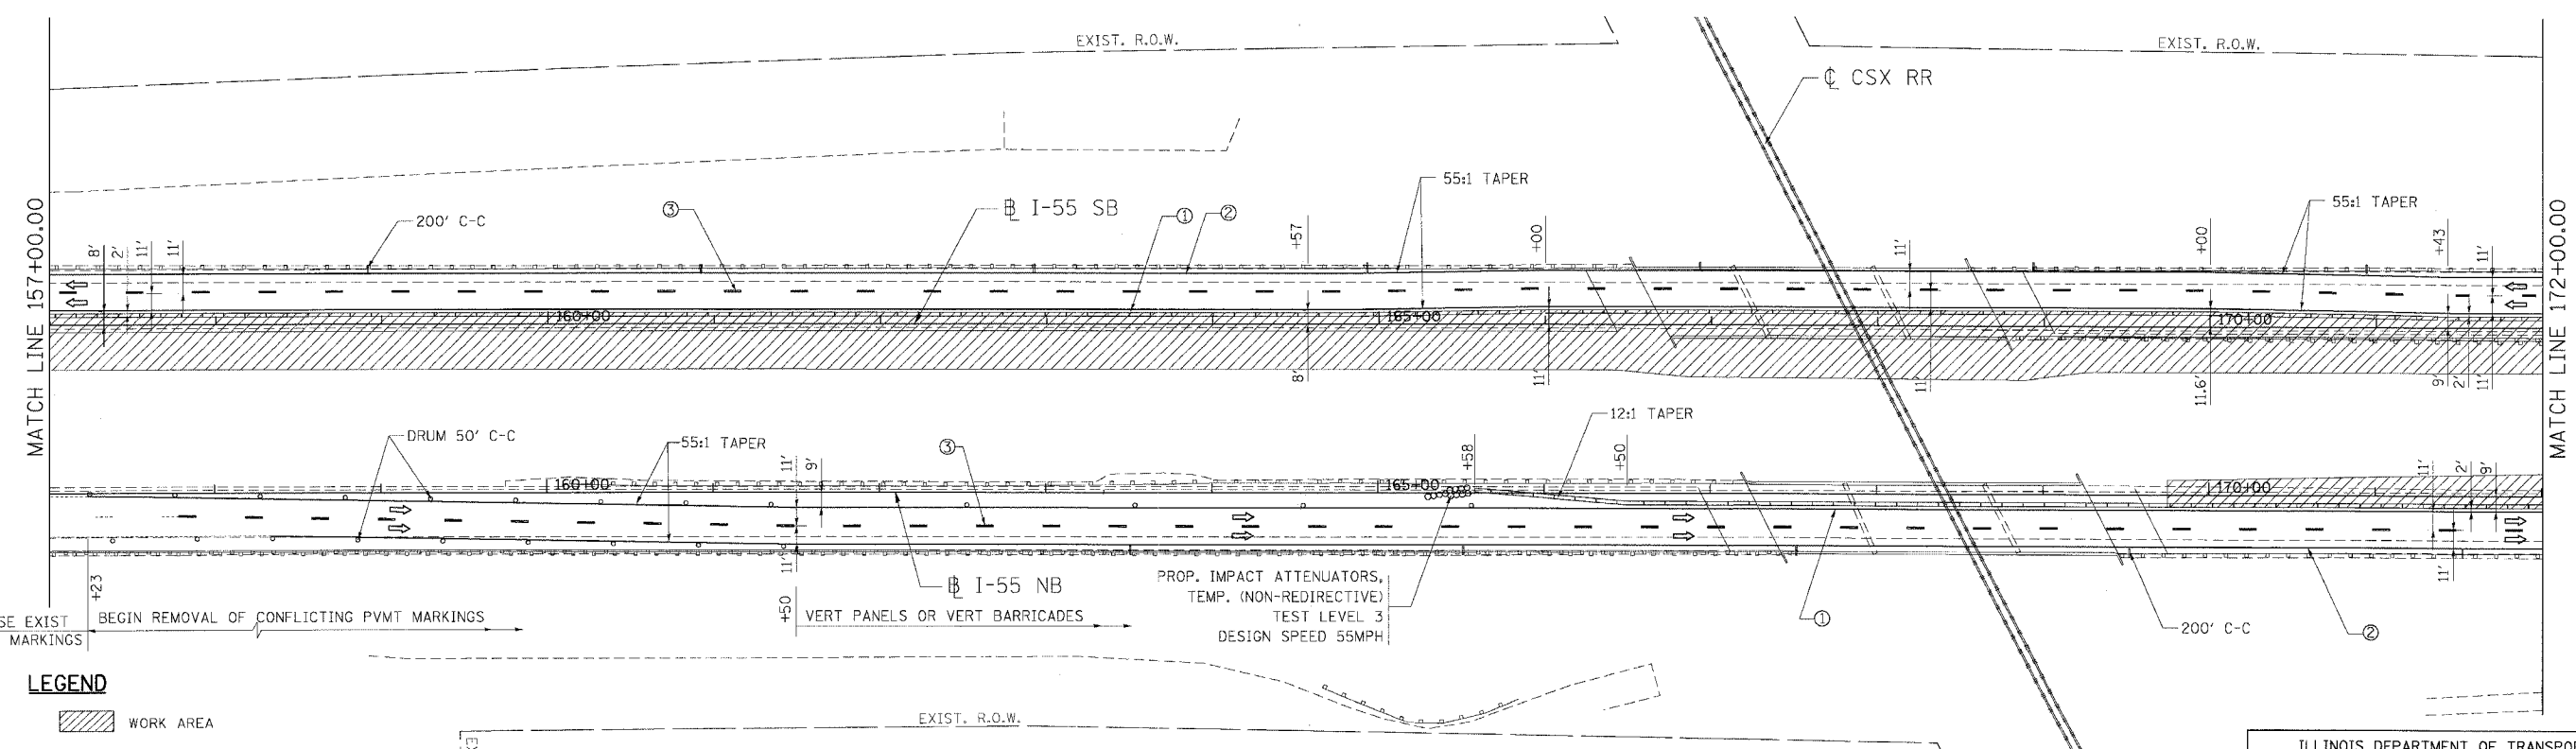 EXIST. R.O.W.
EXIST. R.O.W.
℄ CSX RR
MATCH LINE 157+00.00
MATCH LINE 172+00.00
55:1 TAPER
55:1 TAPER
200' C-C
③
I-55 SB
①
②
+57
+00
+00
+43
8'
2'
11'
11'
11'
11'
160+00
165+00
170+00
8'
11'
11'
11.6'
9'
2'
11'
DRUM 50' C-C
55:1 TAPER
11'
9'
③
+58
12:1 TAPER
+50
160+00
165+00
170+00
11'
2'
9'
11'
11'
+23
+50
I-55 NB
SE EXIST
MARKINGS
BEGIN REMOVAL OF CONFLICTING PVMT MARKINGS
VERT PANELS OR VERT BARRICADES
PROP. IMPACT ATTENUATORS,
TEMP. (NON-REDIRECTIVE)
TEST LEVEL 3
DESIGN SPEED 55MPH
①
200' C-C
②
LEGEND
WORK AREA
EXIST. R.O.W.
ILLINOIS DEPARTMENT OF TRANSPO